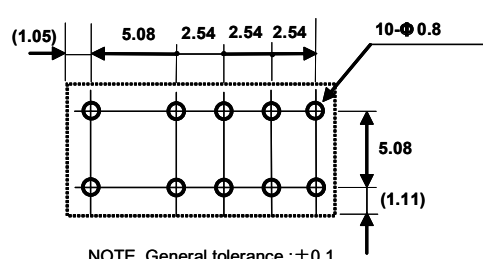 (1.05) 5.08 2.54 2.54 2.54 10-Φ0.8
5.08
(1.11)
NOTE. General tolerance :±0.1